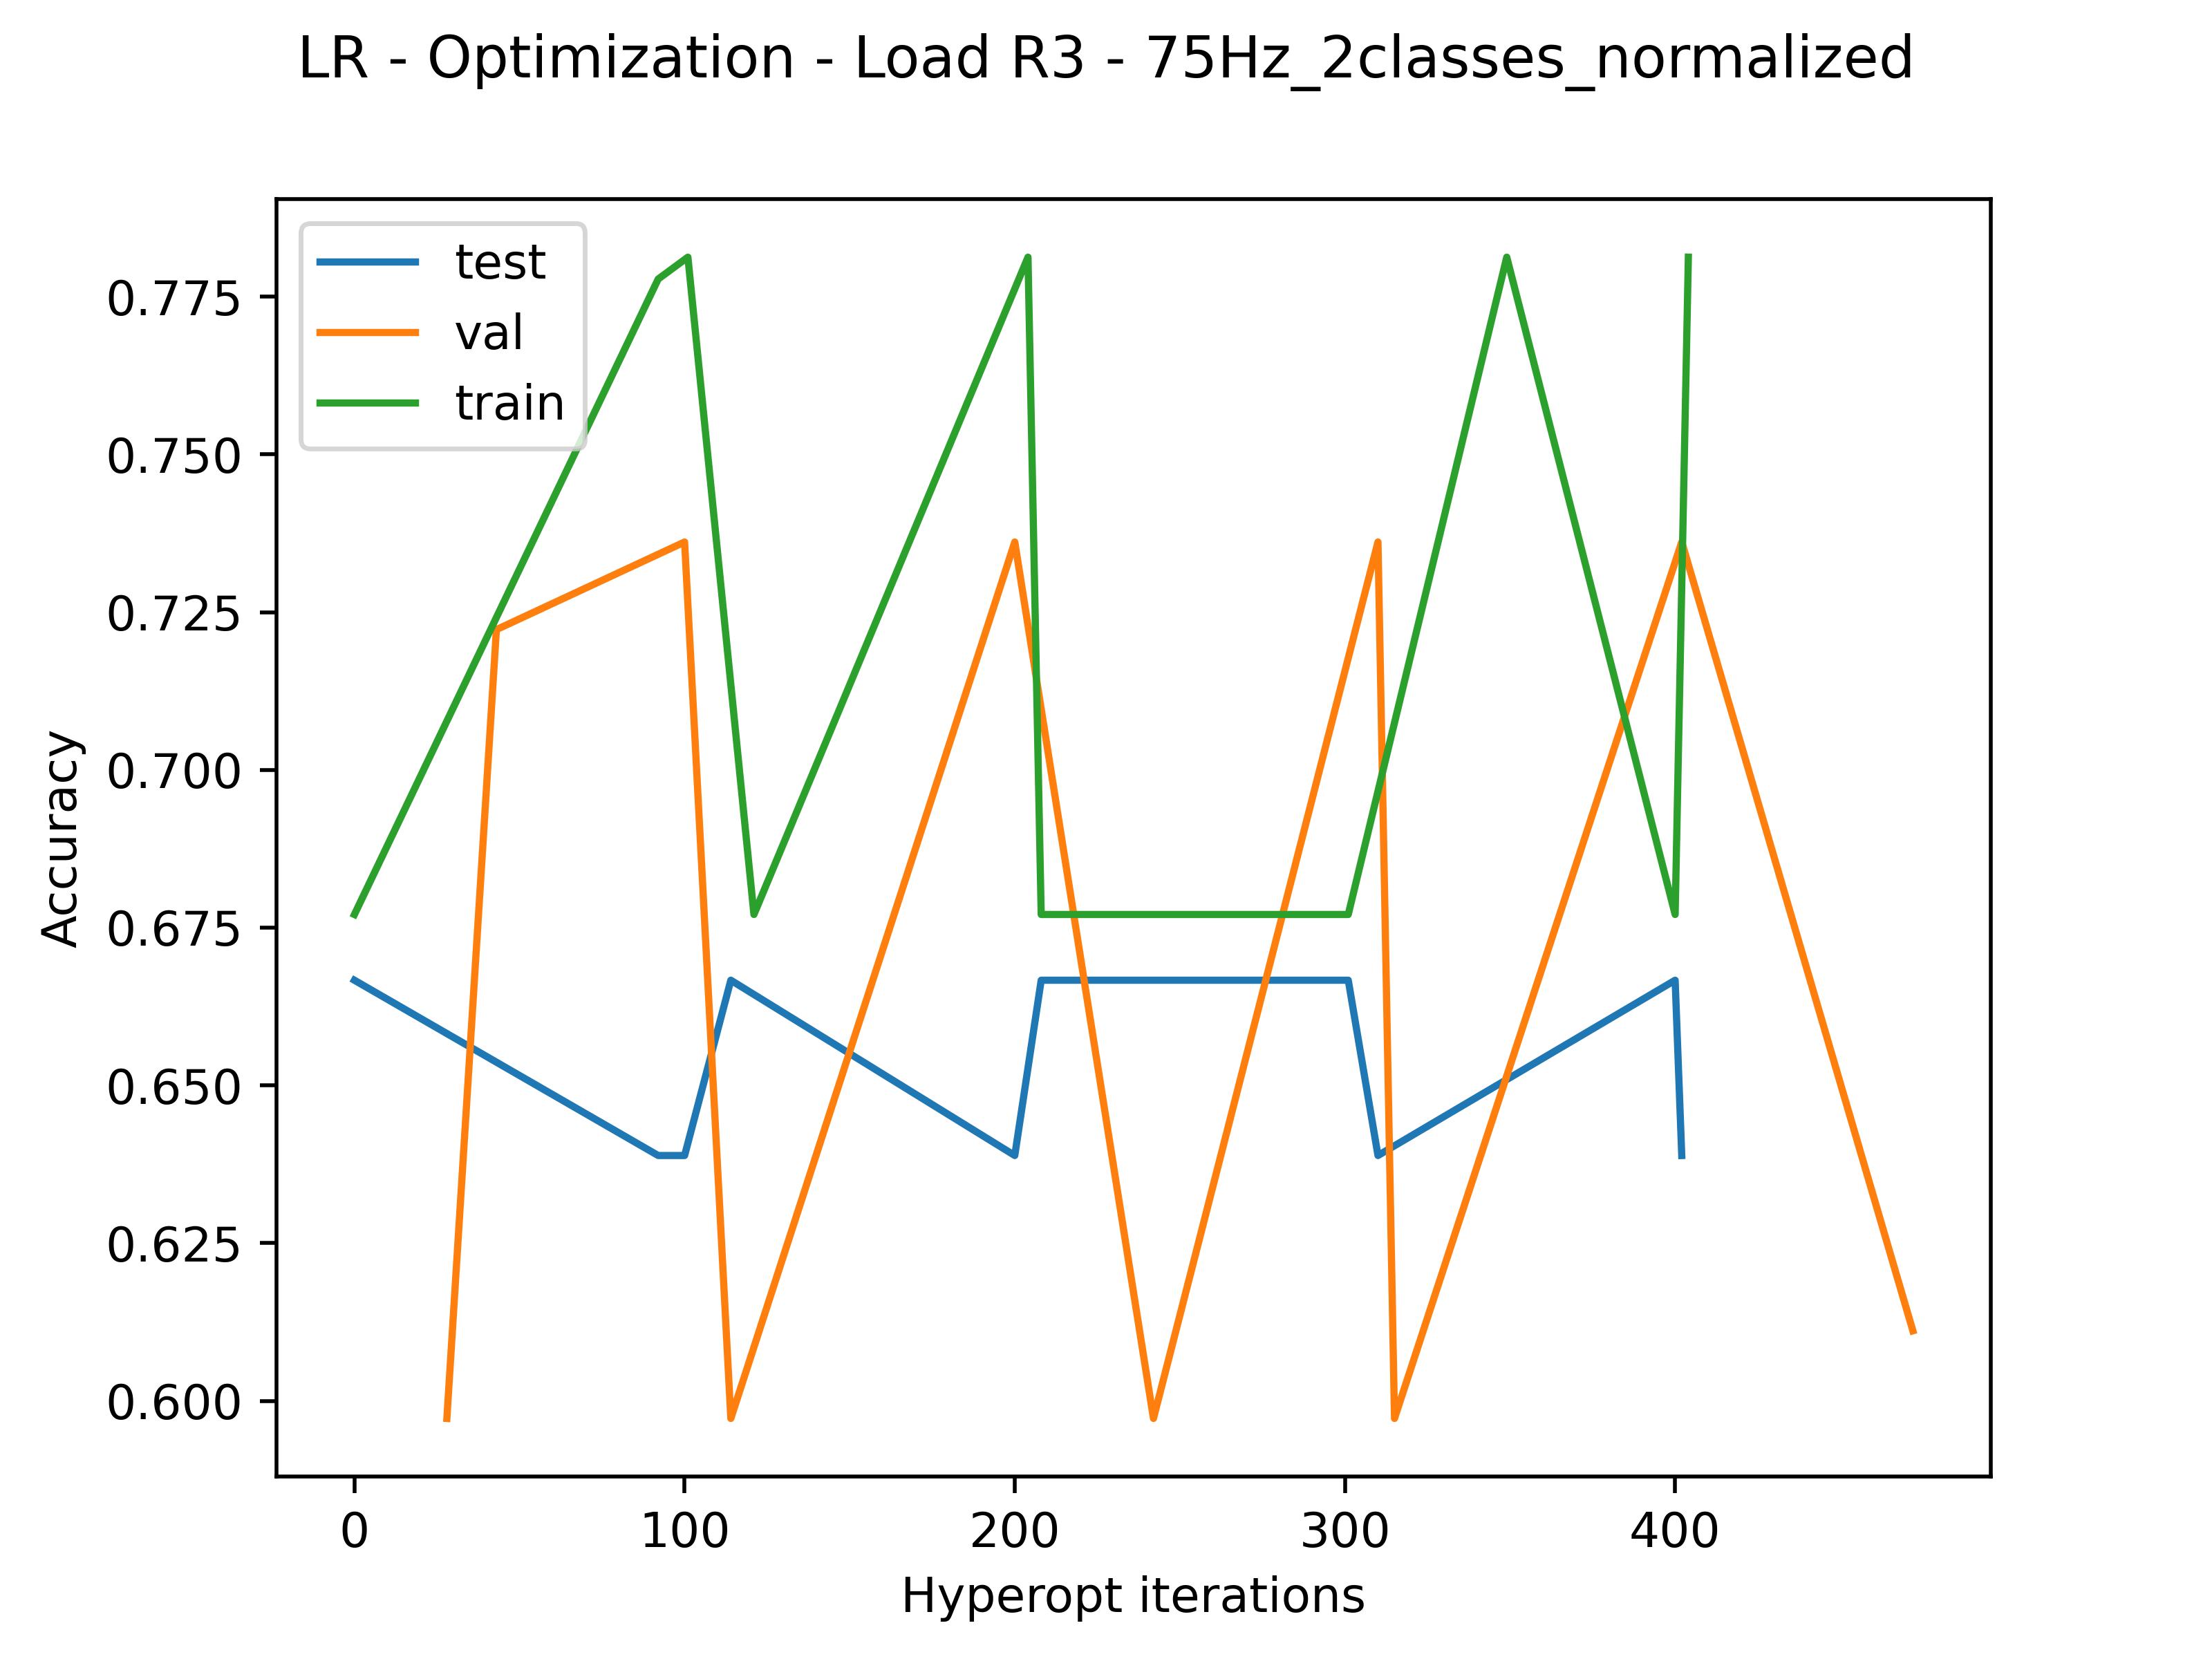 LR - Optimization - Load R3 - 75Hz_2classes_normalized
test
val
train
0.775
0.750
0.725
0.700
0.675
0.650
0.625
0.600
Accuracy
0 100 200 300 400
Hyperopt iterations